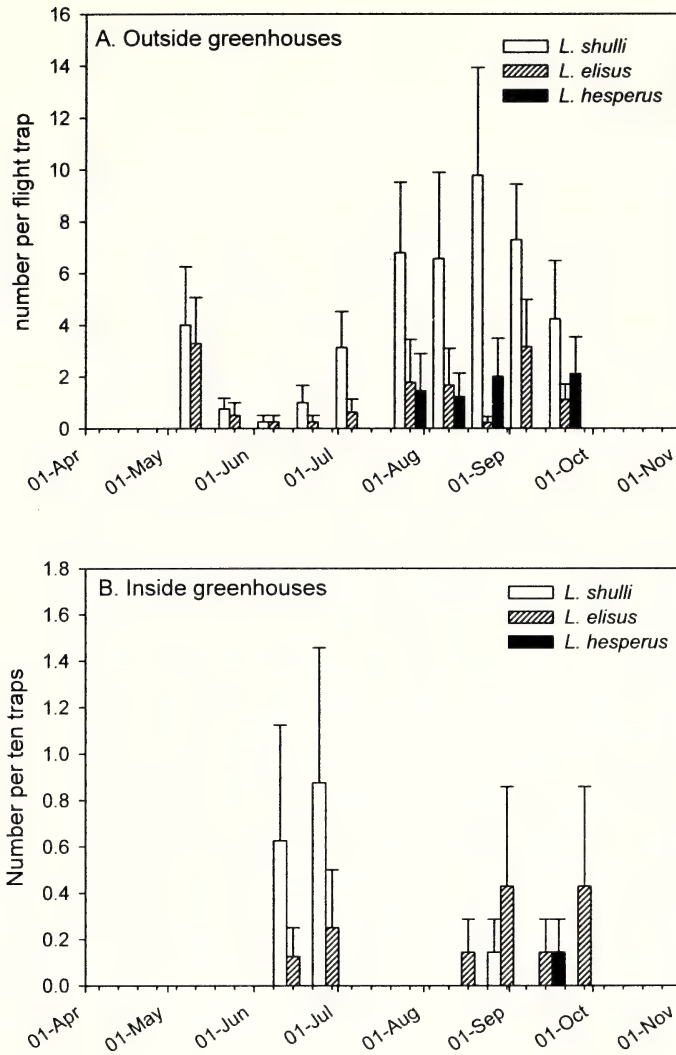 A. Outside greenhouses
L. shulli
L. elisus
L. hesperus
number per flight trap
16
14
12
10
8
6
4
2
0
01-Apr
01-May
01-Jun
01-Jul
01-Aug
01-Sep
01-Oct
01-Nov
B. Inside greenhouses
L. shulli
L. elisus
L. hesperus
Number per ten traps
1.8
1.6
1.4
1.2
1.0
0.8
0.6
0.4
0.2
0.0
01-Apr
01-May
01-Jun
01-Jul
01-Aug
01-Sep
01-Oct
01-Nov